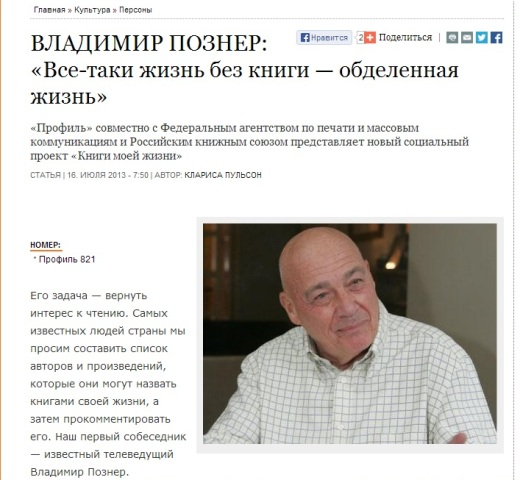 Главная » Культура » Персоны
ВЛАДИМИР ПОЗНЕР:
Нравится 2 Поделиться
«Все-таки жизнь без книги — обделенная
жизнь»
«Профиль» совместно с Федеральным агентством по печати и массовым
коммуникациям и Российским книжным союзом представляет новый социальный
проект «Книги моей жизни»
СТАТЬЯ | 16. ИЮЛЯ 2013 - 7:50 | АВТОР: КЛАРИСА ПУЛЬСОН
НОМЕР:
Профиль 821
Его задача — вернуть
интерес к чтению. Самых
известных людей страны мы
просим составить список
авторов и произведений,
которые они могут назвать
книгами своей жизни, а
затем прокомментировать
его. Наш первый собеседник
— известный телеведущий
Владимир Познер.